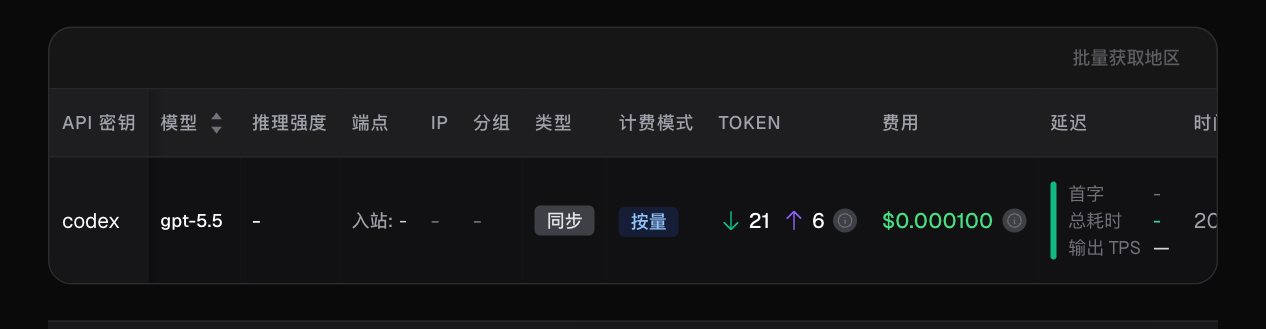 批量获取地区
API 密钥 模型 推理强度 端点 IP 分组 类型 计费模式 TOKEN 费用 延迟
codex gpt-5.5 - 入站: - - - 同步 按量 ↓ 21 ↑ 6 $0.000100
首字 -
总耗时 -
输出 TPS —
20